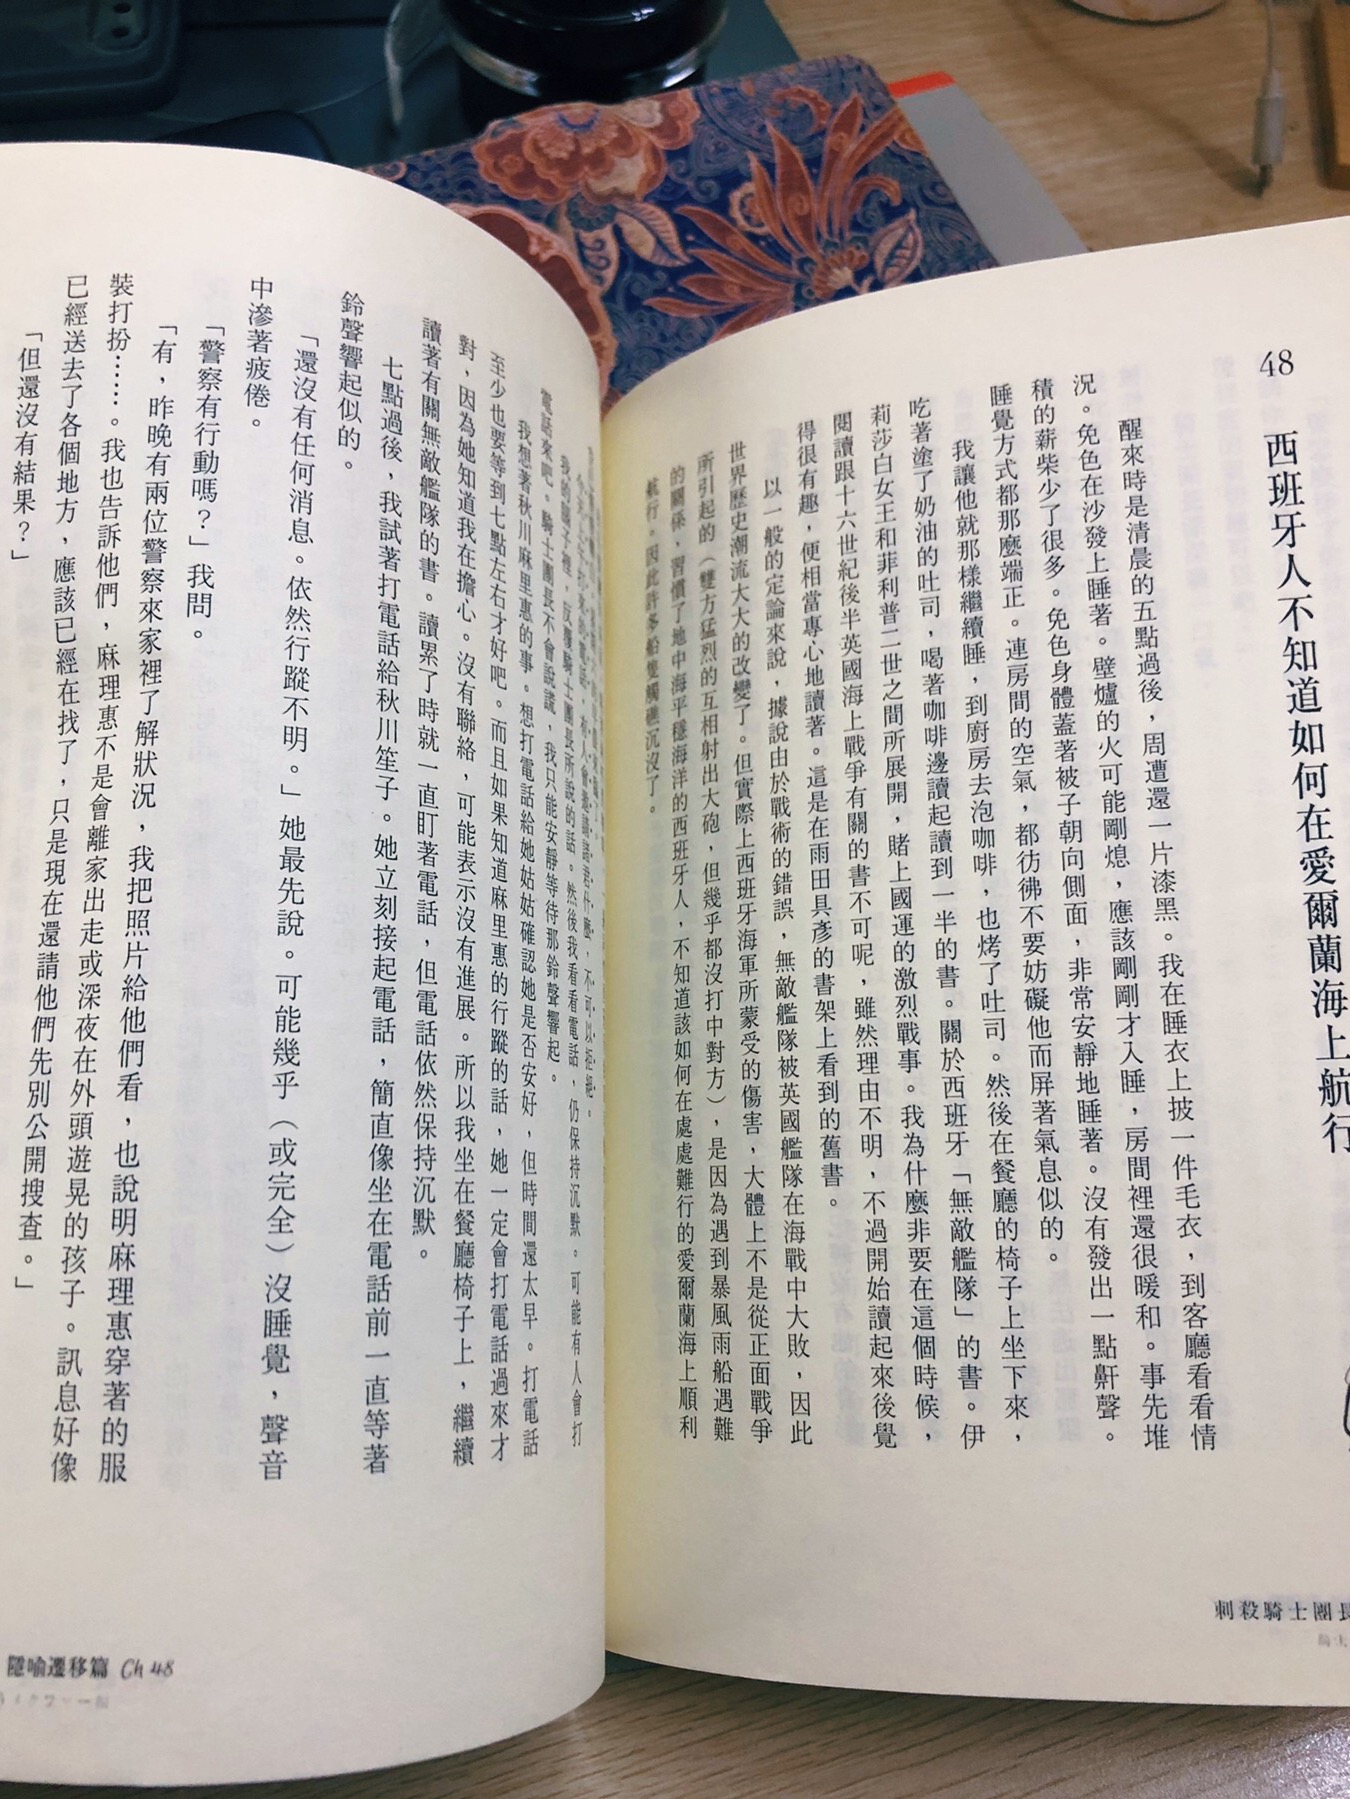 48
西班牙人不知道如何在愛爾蘭海上航行
醒來時是清晨的五點過後，周遭還一片漆黑。我在睡衣上披一件毛衣，到客廳看看情
況。免色在沙發上睡著。壁爐的火可能剛熄，應該剛剛才入睡，房間裡還很暖和。事先堆
積的薪柴少了很多。免色身體蓋著被子朝向側面，非常安靜地睡著。沒有發出一點鼾聲。
睡覺方式都那麼端正。連房間的空氣，都彷彿不要妨礙他而屏著氣息似的。
我讓他就那樣繼續睡，到廚房去泡咖啡，也烤了吐司。然後在餐廳的椅子上坐下來，
吃著塗了奶油的吐司，喝著咖啡邊讀起讀到一半的書。關於西班牙「無敵艦隊」的書。伊
莉莎白女王和菲利普二世之間所展開，賭上國運的激烈戰事。我為什麼非要在這個時候，
閱讀跟十六世紀後半英國海上戰爭有關的書不可呢，雖然理由不明，不過開始讀起來後覺
得很有趣，便相當專心地讀著。這是在雨田具彥的書架上看到的舊書。
以一般的定論來說，據說由於戰術的錯誤，無敵艦隊被英國艦隊在海戰中大敗，因此
世界歷史潮流大大的改變了。但實際上西班牙海軍所蒙受的傷害，大體上不是從正面戰爭
所引起的（雙方猛烈的互相射出大砲，但幾乎都沒打中對方），是因為遇到暴風雨船遇難
的關係，習慣了地中海平穩海洋的西班牙人，不知道該如何在處處難行的愛爾蘭海上順利
航行。因此許多船隻觸礁沉沒了。
刺殺騎士團長
今天上午打來的電話，有人會邀請諸君什麼，不可以拒絕。
我的腦子裡，反覆騎士團長所說的話。然後我看看電話，仍保持沉默。可能有人會打
電話來吧。騎士團長不會說謊，我只能安靜等待那鈴聲響起。
我想著秋川麻里惠的事。想打電話給她姑姑確認她是否安好，但時間還太早。打電話
至少也要等到七點左右才好吧。而且如果知道麻里惠的行蹤的話，她一定會打電話過來才
對，因為她知道我在擔心。沒有聯絡，可能表示沒有進展。所以我坐在餐廳椅子上，繼續
讀著有關無敵艦隊的書。讀累了時就一直盯著電話，但電話依然保持沉默。
七點過後，我試著打電話給秋川笙子。她立刻接起電話，簡直像坐在電話前一直等著
鈴聲響起似的。
「還沒有任何消息。依然行蹤不明。」她最先說。可能幾乎（或完全）沒睡覺，聲音
中滲著疲倦。
「警察有行動嗎？」我問。
「有，昨晚有兩位警察來家裡了解狀況，我把照片給他們看，也說明麻理惠穿著的服
裝打扮……。我也告訴他們，麻理惠不是會離家出走或深夜在外頭遊晃的孩子。訊息好像
已經送去了各個地方，應該已經在找了，只是現在還請他們先別公開搜查。」
「但還沒有結果？」
隱喻遷移篇 Ch 48